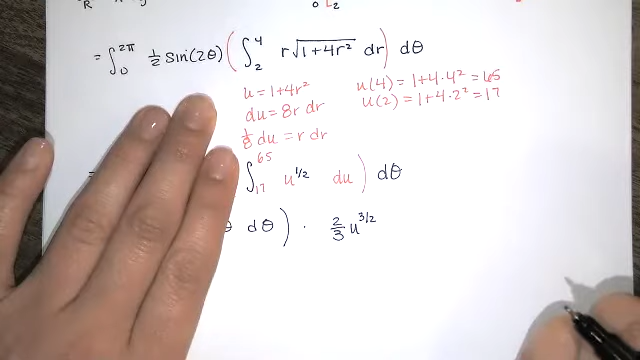 = ∫₀^2π ½ sin(2θ) ( ∫₂⁴ r√(1+4r²) dr ) dθ
u = 1+4r² u(4) = 1+4·4² = 65
du = 8r dr u(2) = 1+4·2² = 17
⅛ du = r dr
∫₁₇^65 u^1/2 du ) dθ
θ dθ ) · ⅔ u^3/2